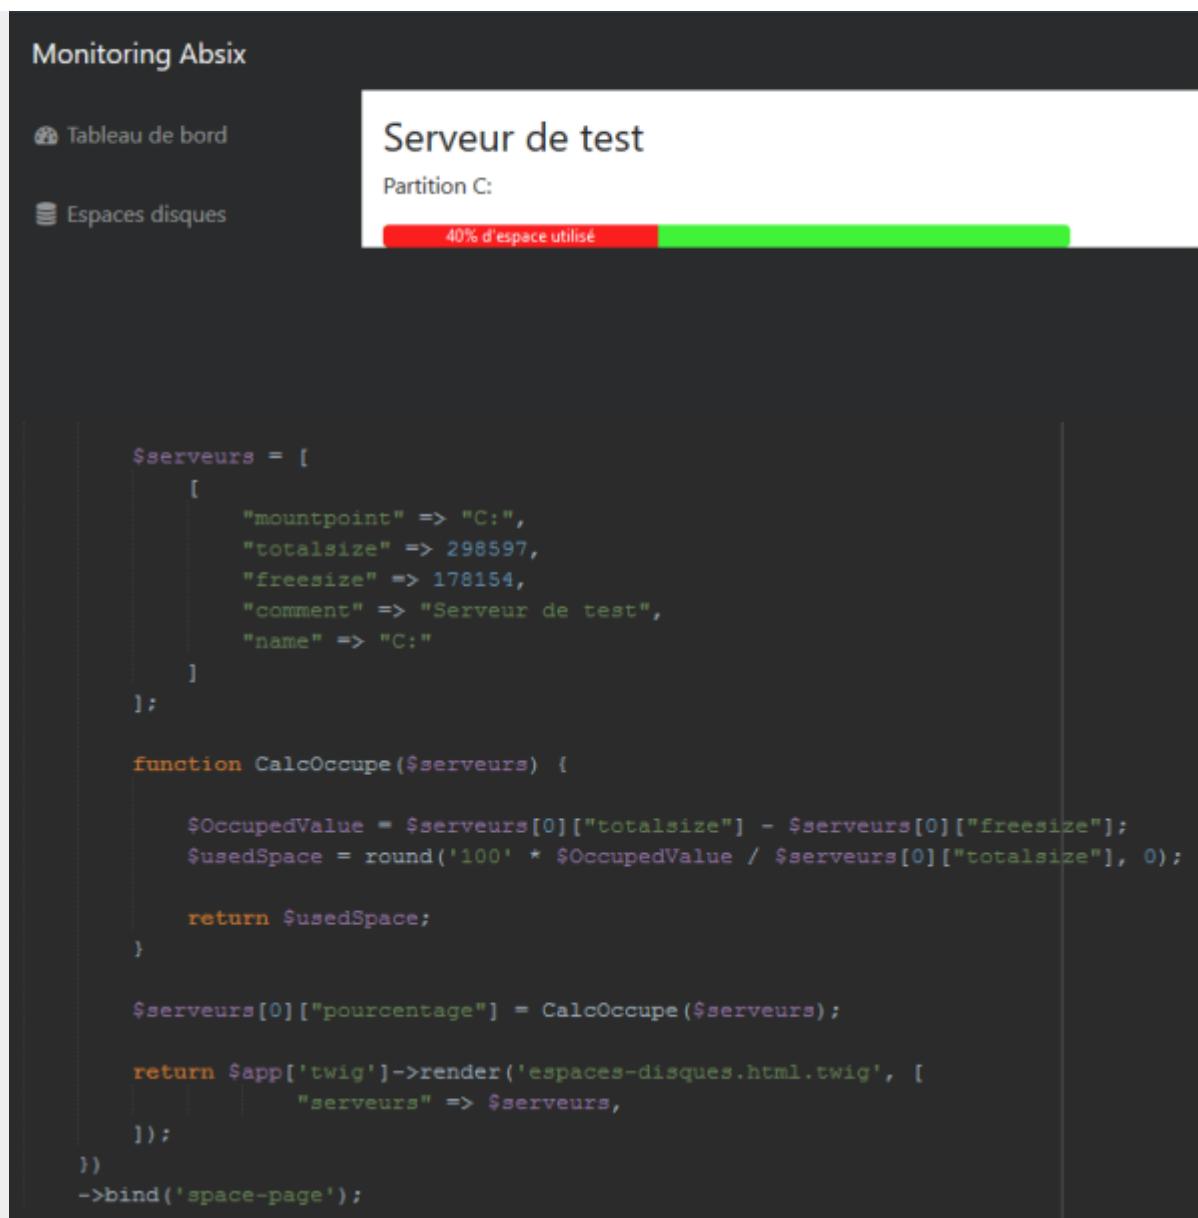 Monitoring Absix
Tableau de bord
Espaces disques
Serveur de test
Partition C:
40% d'espace utilisé
$serveurs = [
[
"mountpoint" => "C:",
"totalsize" => 298597,
"freesize" => 178154,
"comment" => "Serveur de test",
"name" => "C:"
]
];
function CalcOccupe($serveurs) {
$OccupedValue = $serveurs[0]["totalsize"] - $serveurs[0]["freesize"];
$usedSpace = round('100' * $OccupedValue / $serveurs[0]["totalsize"], 0);
return $usedSpace;
}
$serveurs[0]["pourcentage"] = CalcOccupe($serveurs);
return $app['twig']->render('espaces-disques.html.twig', [
"serveurs" => $serveurs,
]);
})
->bind('space-page');